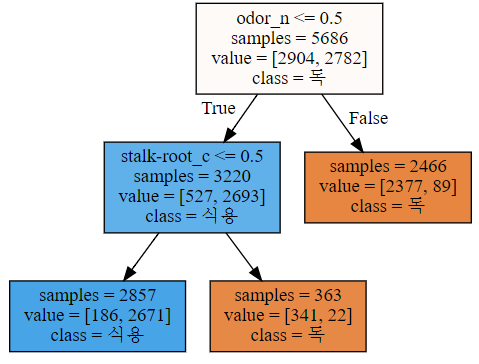 odor_n <= 0.5
samples = 5686
value = [2904, 2782]
class = 독
True
False
stalk-root_c <= 0.5
samples = 3220
value = [527, 2693]
class = 식용
samples = 2466
value = [2377, 89]
class = 독
samples = 2857
value = [186, 2671]
class = 식용
samples = 363
value = [341, 22]
class = 독